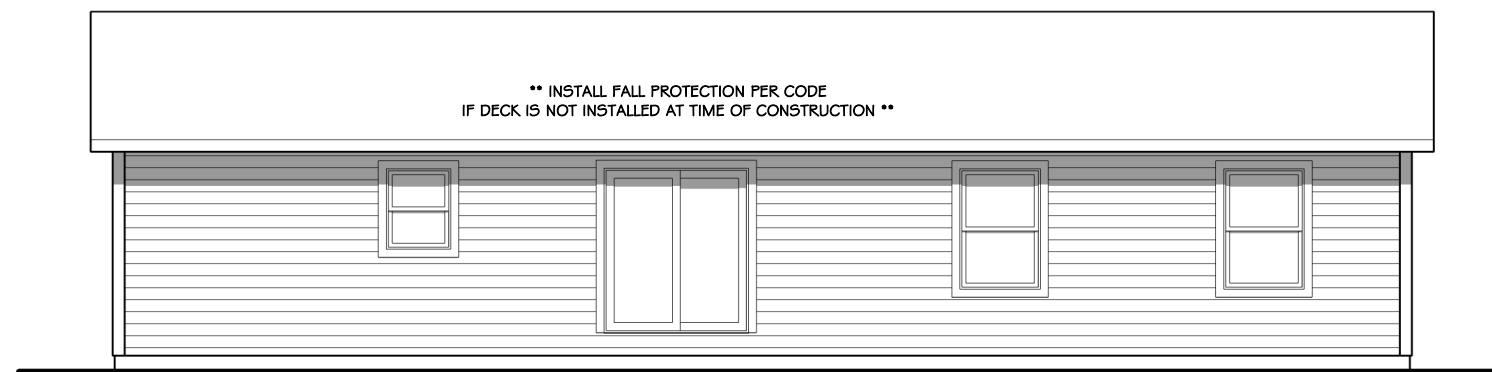 ** INSTALL FALL PROTECTION PER CODE
IF DECK IS NOT INSTALLED AT TIME OF CONSTRUCTION **